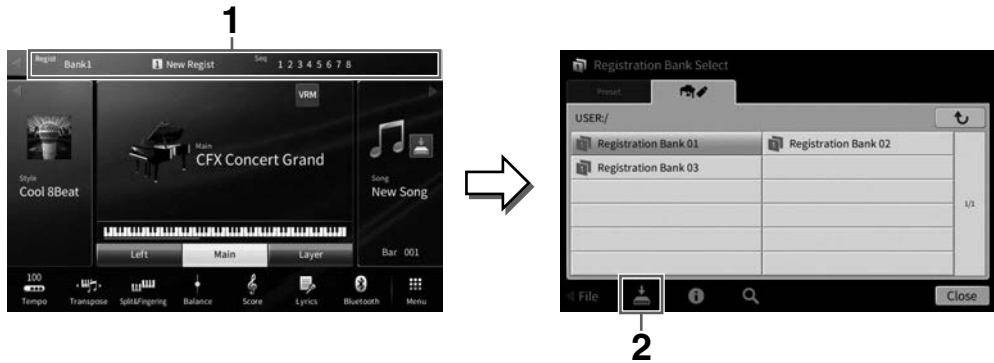 1
Regist Bank1 1 New Regist Seq 1 2 3 4 5 6 7 8
VRM
Main
CFX Concert Grand
Style
Cool 8Beat
Song
New Song
Left Main Layer Bar 001
100
Tempo Transpose Split&Fingering Balance Score Lyrics Bluetooth Menu
Registration Bank Select
Preset
USER:/
Registration Bank 01 Registration Bank 02
Registration Bank 03
1/1
File Close
2